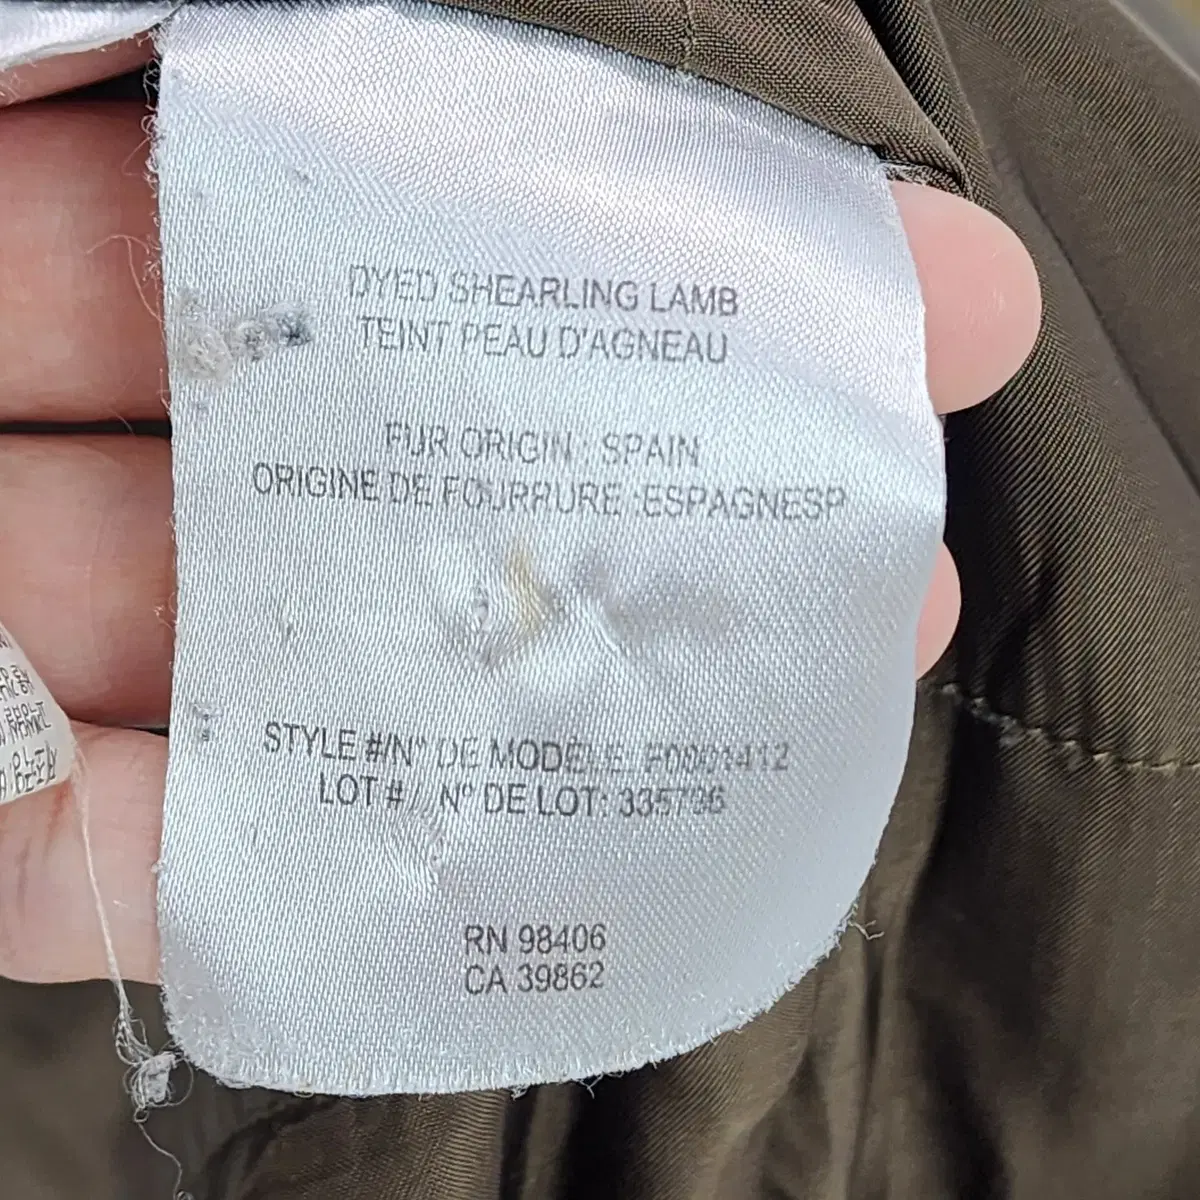 DYED SHEARLING LAMB
TEINT PEAU D'AGNEAU
FUR ORIGIN : SPAIN
ORIGINE DE FOURRURE :ESPAGNESP
STYLE #/N° DE MODÈLE:
LOT # / N° DE LOT:
RN 98406
CA 39862